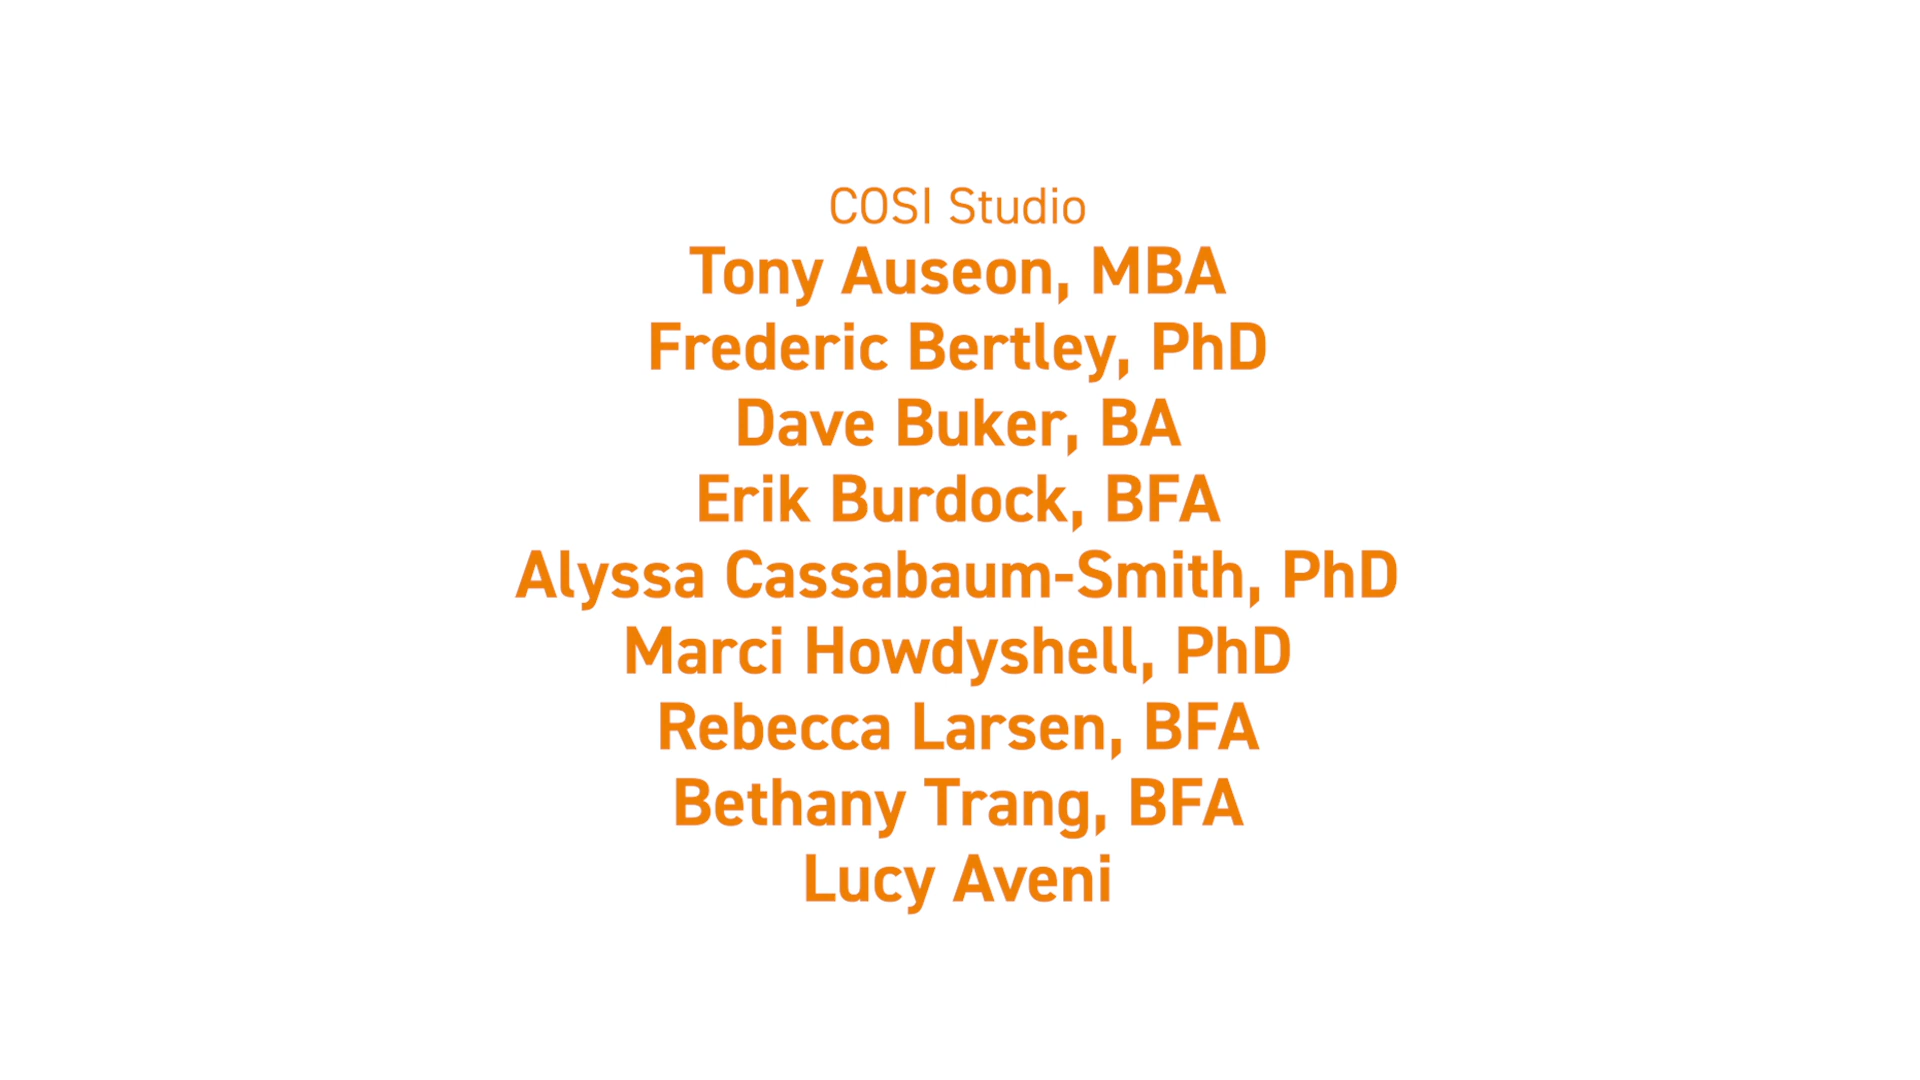 COSI Studio
Tony Auseon, MBA
Frederic Bertley, PhD
Dave Buker, BA
Erik Burdock, BFA
Alyssa Cassabaum-Smith, PhD
Marci Howdyshell, PhD
Rebecca Larsen, BFA
Bethany Trang, BFA
Lucy Aveni